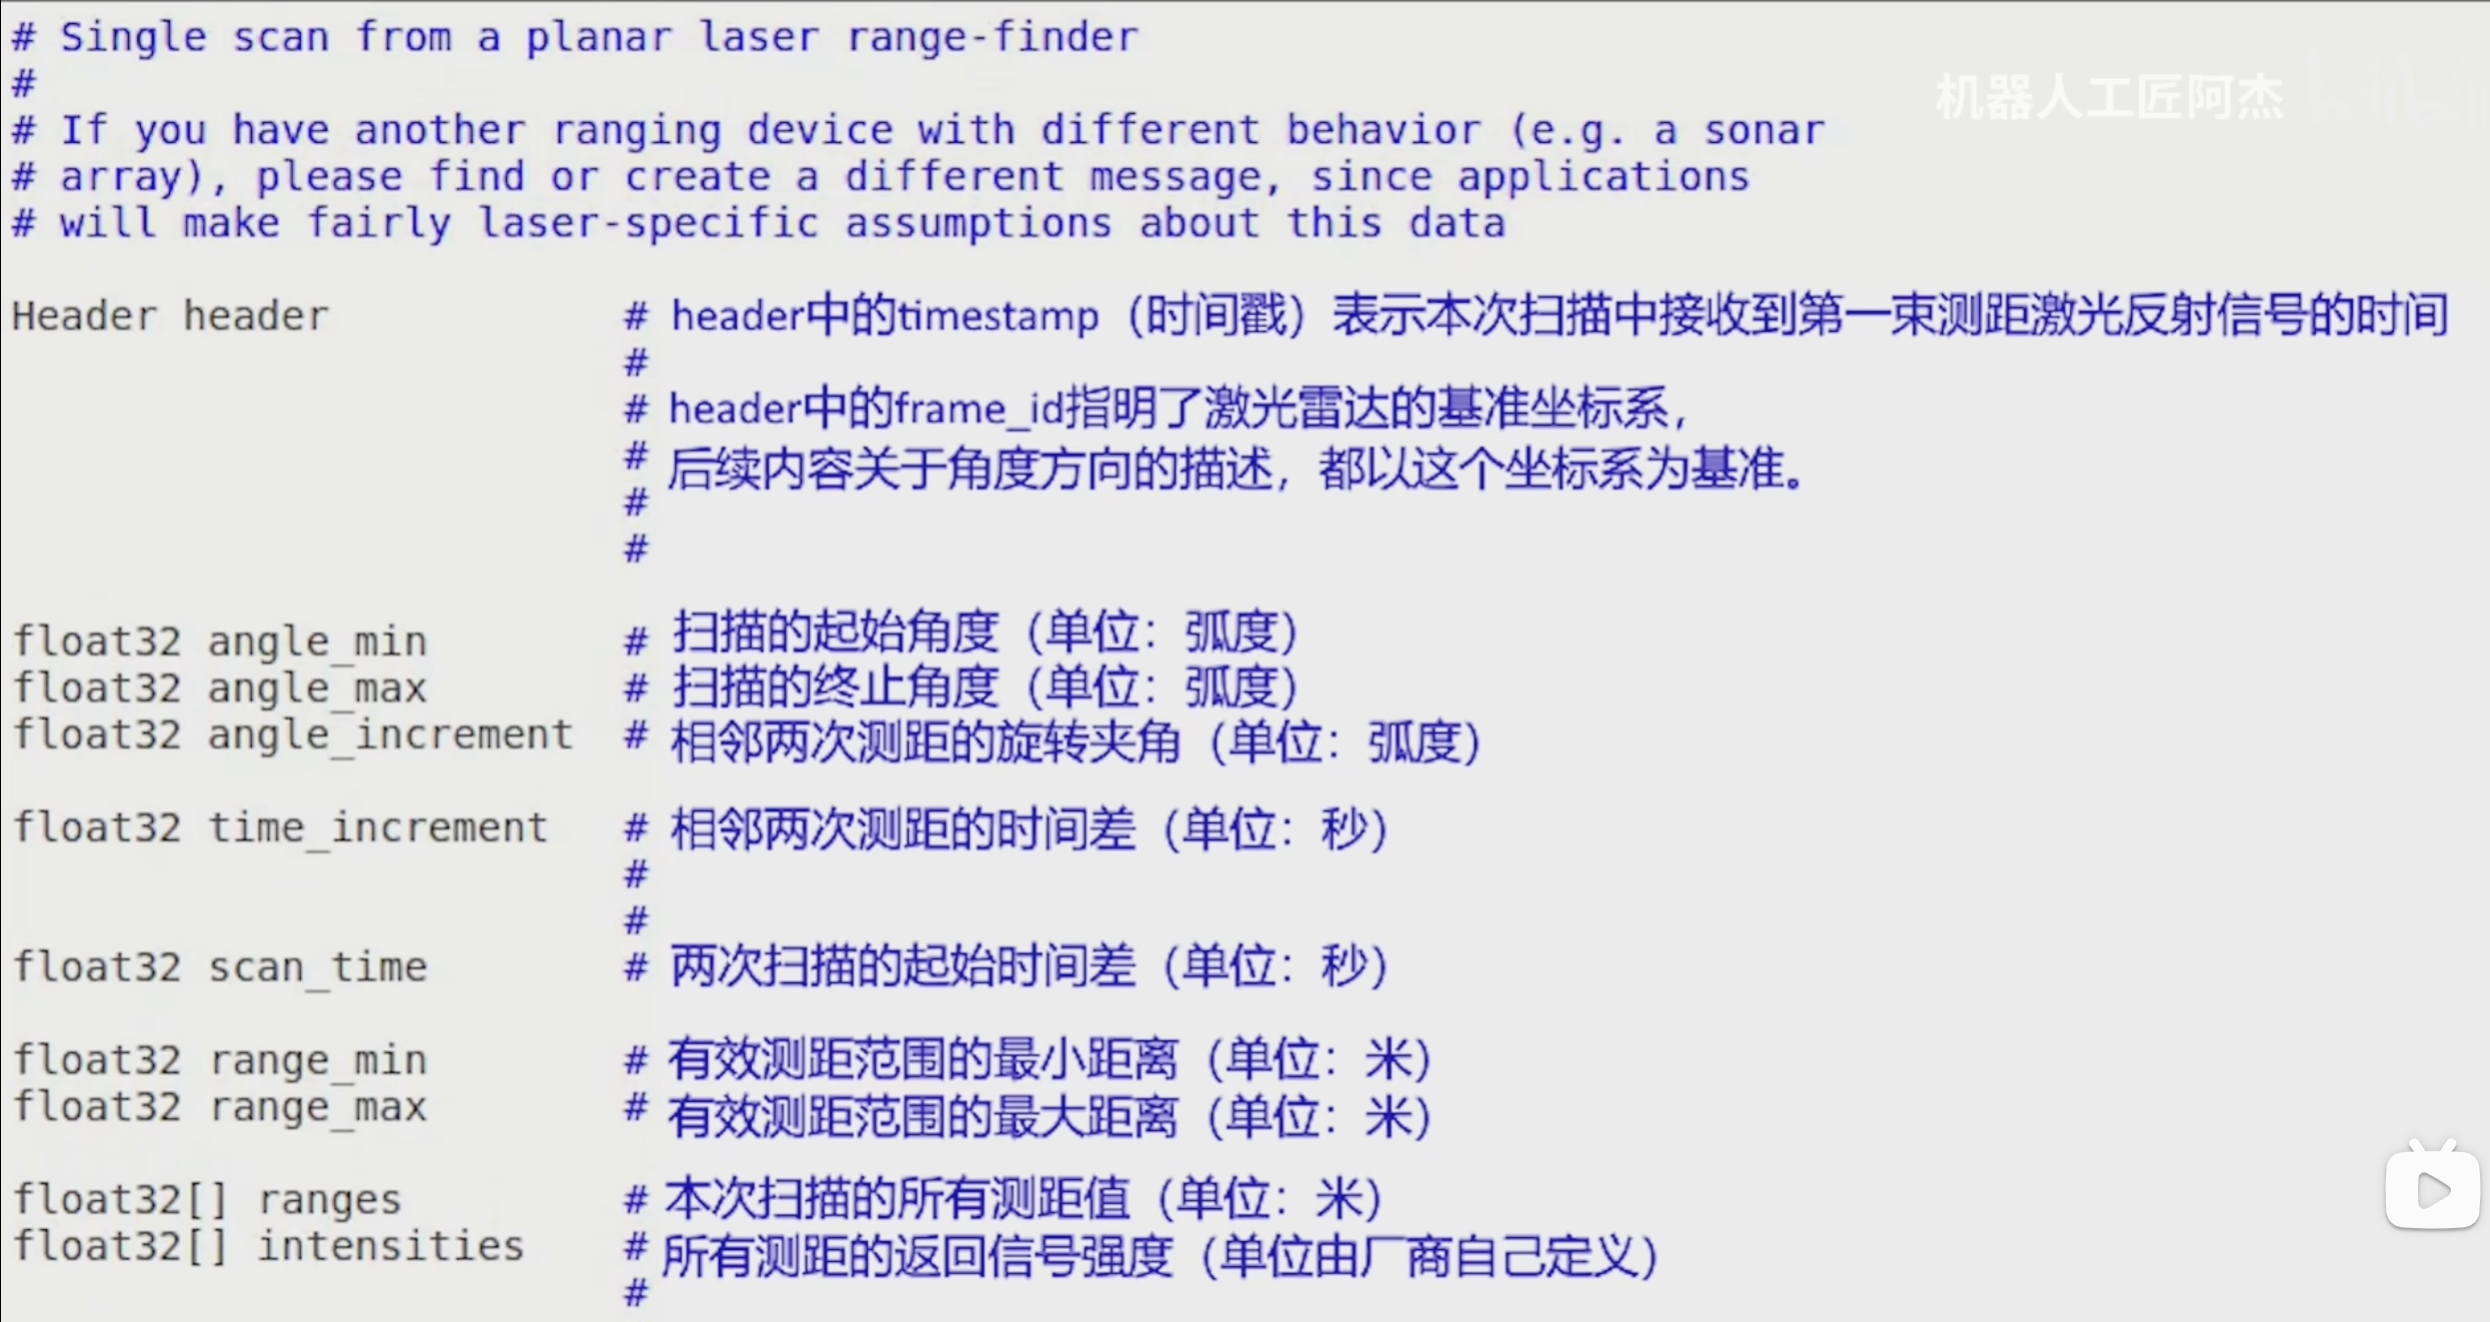 # Single scan from a planar laser range-finder
#
# If you have another ranging device with different behavior (e.g. a sonar
# array), please find or create a different message, since applications
# will make fairly laser-specific assumptions about this data
机器人工匠阿杰
Header header # header中的timestamp（时间戳）表示本次扫描中接收到第一束测距激光反射信号的时间
#
# header中的frame_id指明了激光雷达的基准坐标系，
# 后续内容关于角度方向的描述，都以这个坐标系为基准。
#
#
float32 angle_min # 扫描的起始角度（单位：弧度）
float32 angle_max # 扫描的终止角度（单位：弧度）
float32 angle_increment # 相邻两次测距的旋转夹角（单位：弧度）
float32 time_increment # 相邻两次测距的时间差（单位：秒）
#
#
float32 scan_time # 两次扫描的起始时间差（单位：秒）
float32 range_min # 有效测距范围的最小距离（单位：米）
float32 range_max # 有效测距范围的最大距离（单位：米）
float32[] ranges # 本次扫描的所有测距值（单位：米）
float32[] intensities # 所有测距的返回信号强度（单位由厂商自己定义）
#